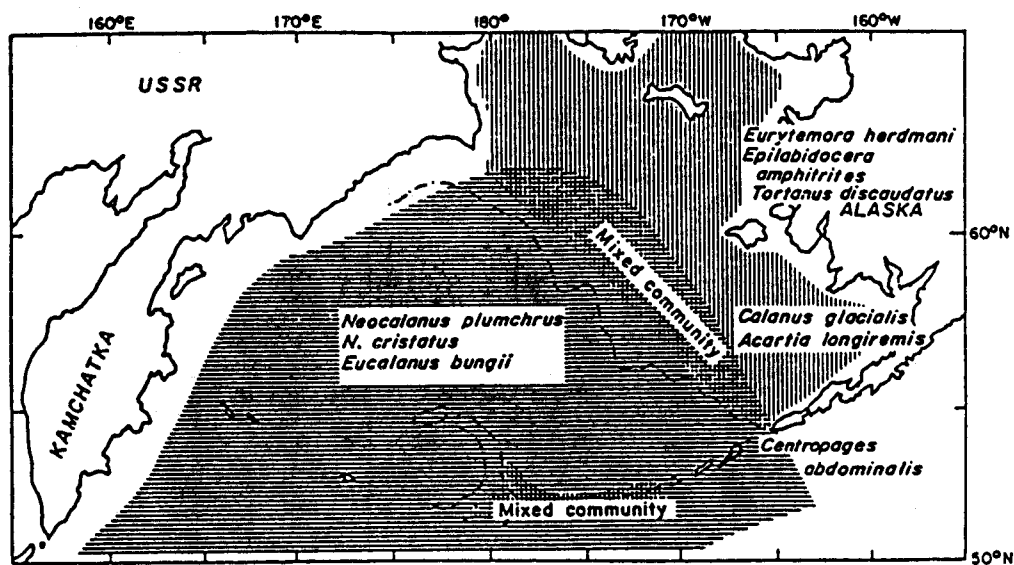 160°E 170°E 180° 170°W 160°W
USSR
Eurytemora herdmani
Epilabidocera
amphitrites
Tortanus discaudatus
ALASKA
60°N
Mixed community
Neocalanus plumchrus
N. cristatus
Eucalanus bungii
Calanus glacialis
Acartia longiremis
KAMCHATKA
Centropages
abdominalis
Mixed community
50°N